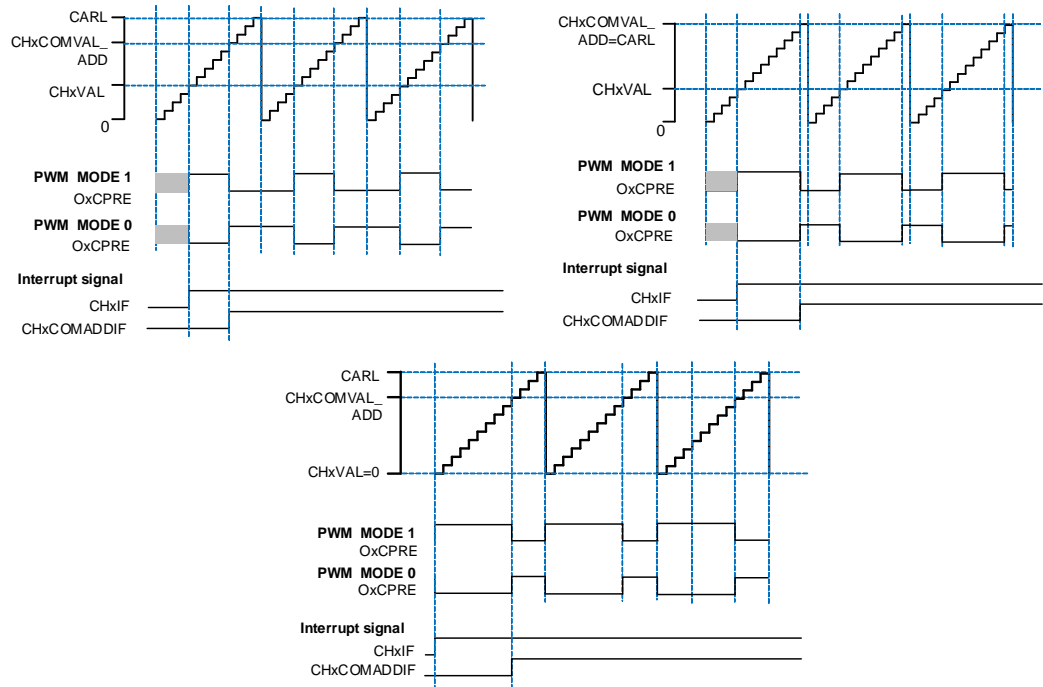 CARL
CHxCOMVAL_
ADD
CHxVAL
0
PWM MODE 1
OxCPRE
PWM MODE 0
OxCPRE
Interrupt signal
CHxIF
CHxCOMADDIF
CHxCOMVAL_
ADD=CARL
CHxVAL
0
PWM MODE 1
OxCPRE
PWM MODE 0
OxCPRE
Interrupt signal
CHxIF
CHxCOMADDIF
CARL
CHxCOMVAL_
ADD
CHxVAL=0
PWM MODE 1
OxCPRE
PWM MODE 0
OxCPRE
Interrupt signal
CHxIF
CHxCOMADDIF